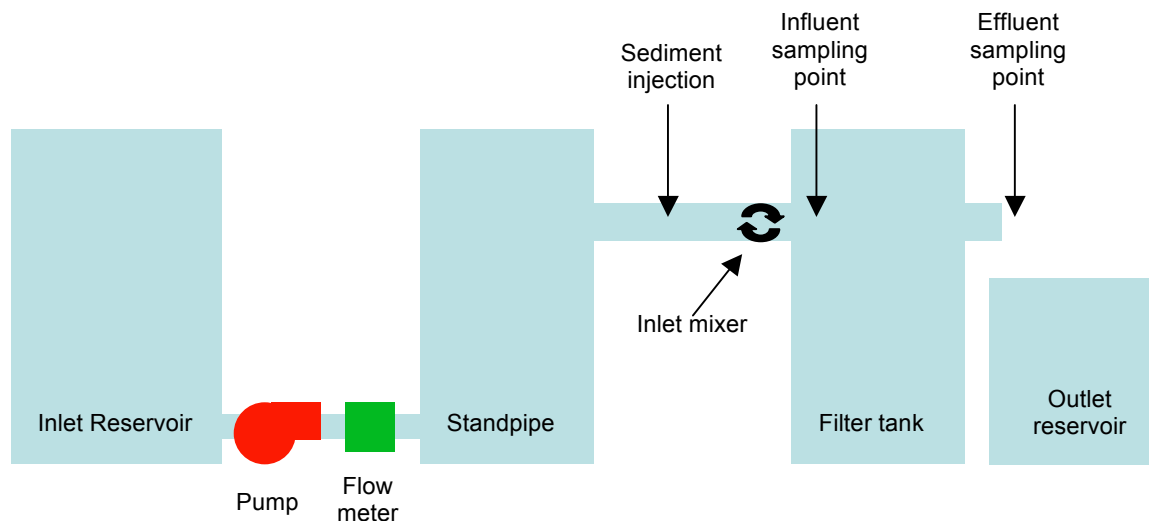 Sediment
injection
Influent
sampling
point
Effluent
sampling
point
Inlet mixer
Inlet Reservoir
Standpipe
Filter tank
Outlet
reservoir
Pump
Flow
meter